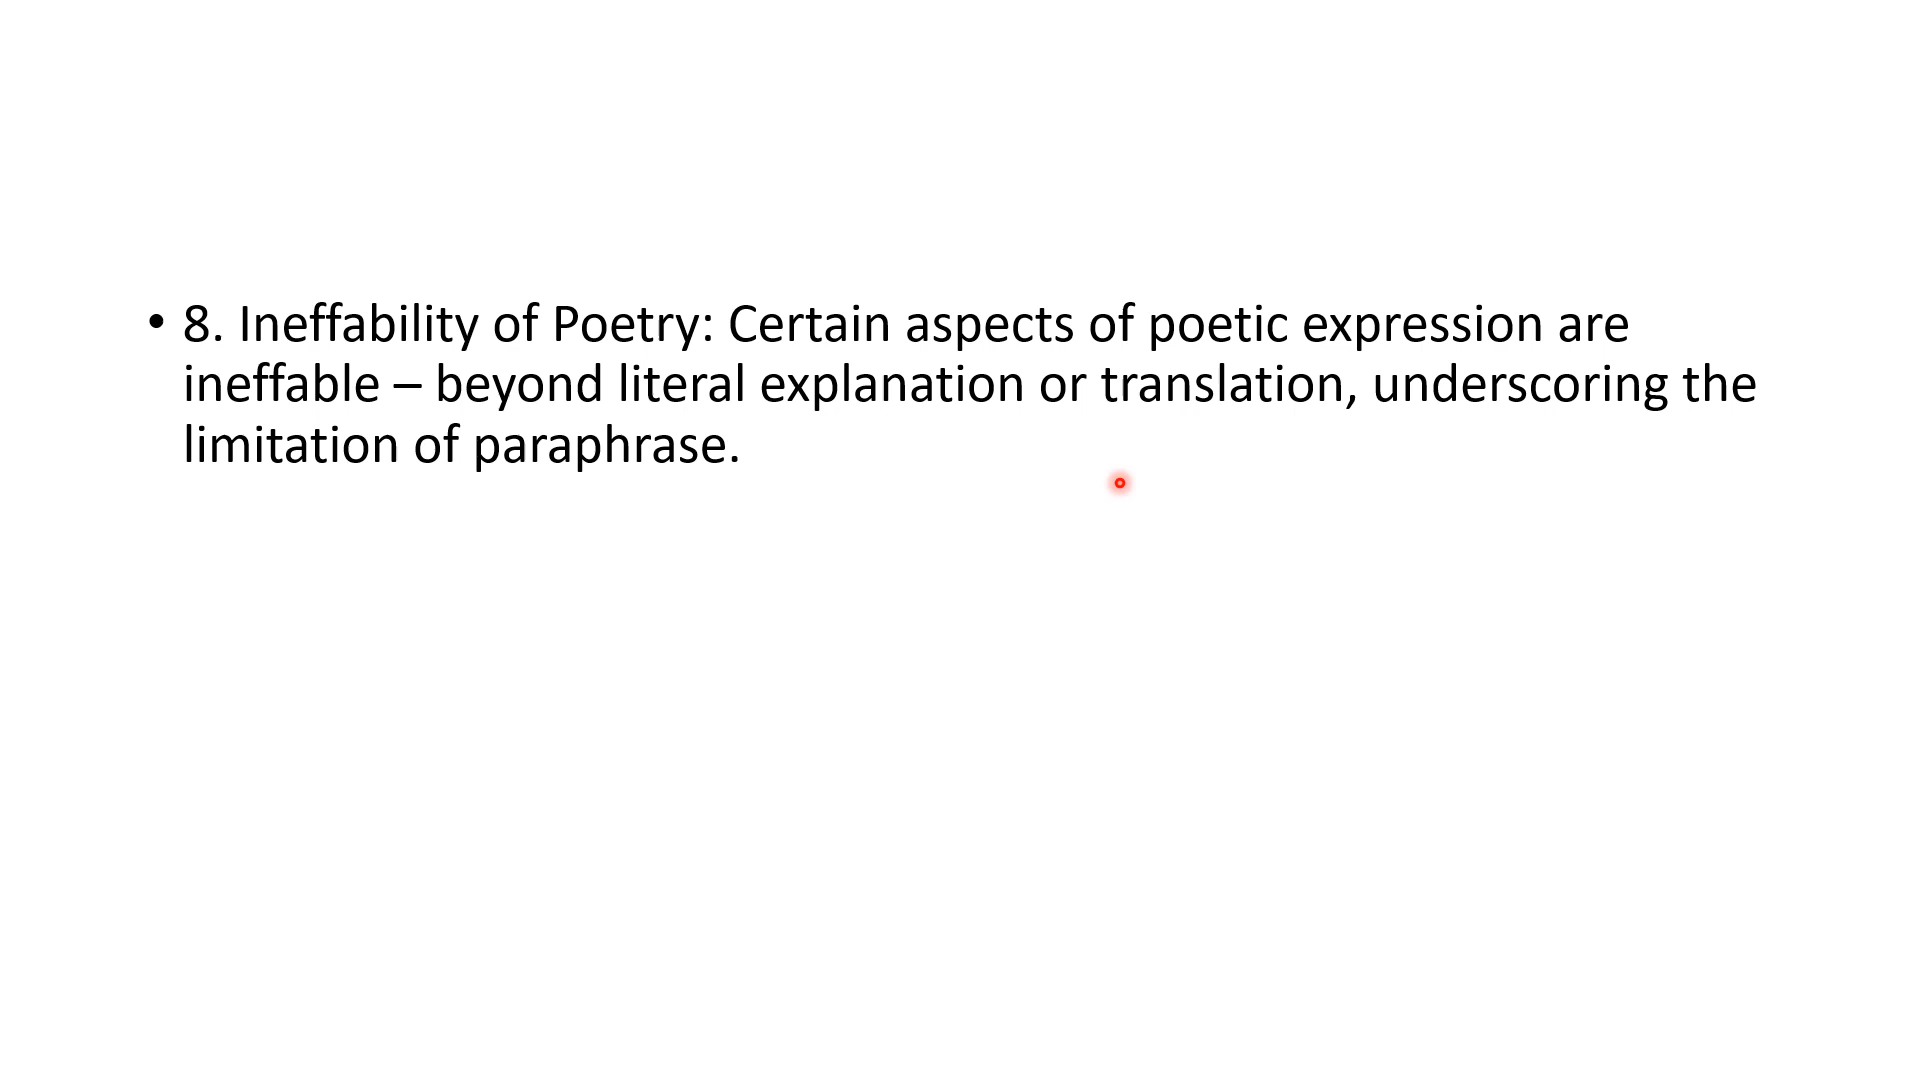 • 8. Ineffability of Poetry: Certain aspects of poetic expression are
ineffable – beyond literal explanation or translation, underscoring the
limitation of paraphrase.